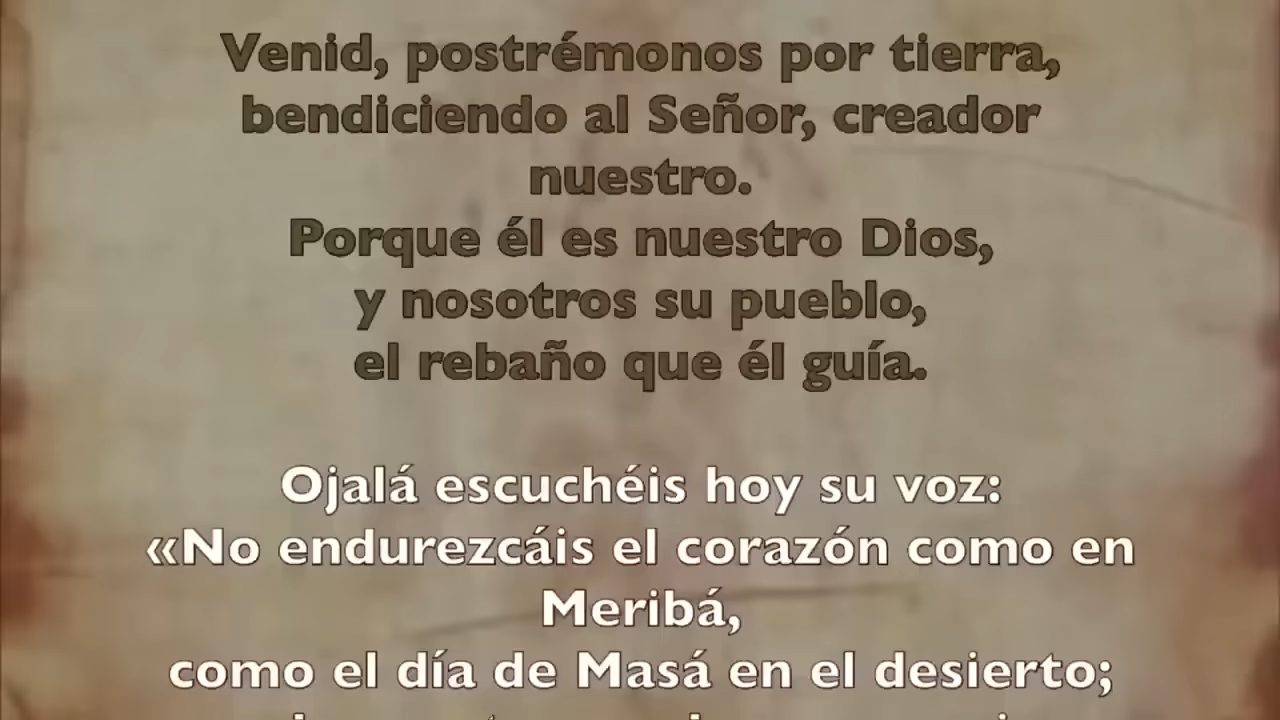 Venid, postrémonos por tierra,
bendiciendo al Señor, creador
nuestro.
Porque él es nuestro Dios,
y nosotros su pueblo,
el rebaño que él guía.
Ojalá escuchéis hoy su voz:
«No endurezcáis el corazón como en
Meribá,
como el día de Masá en el desierto;